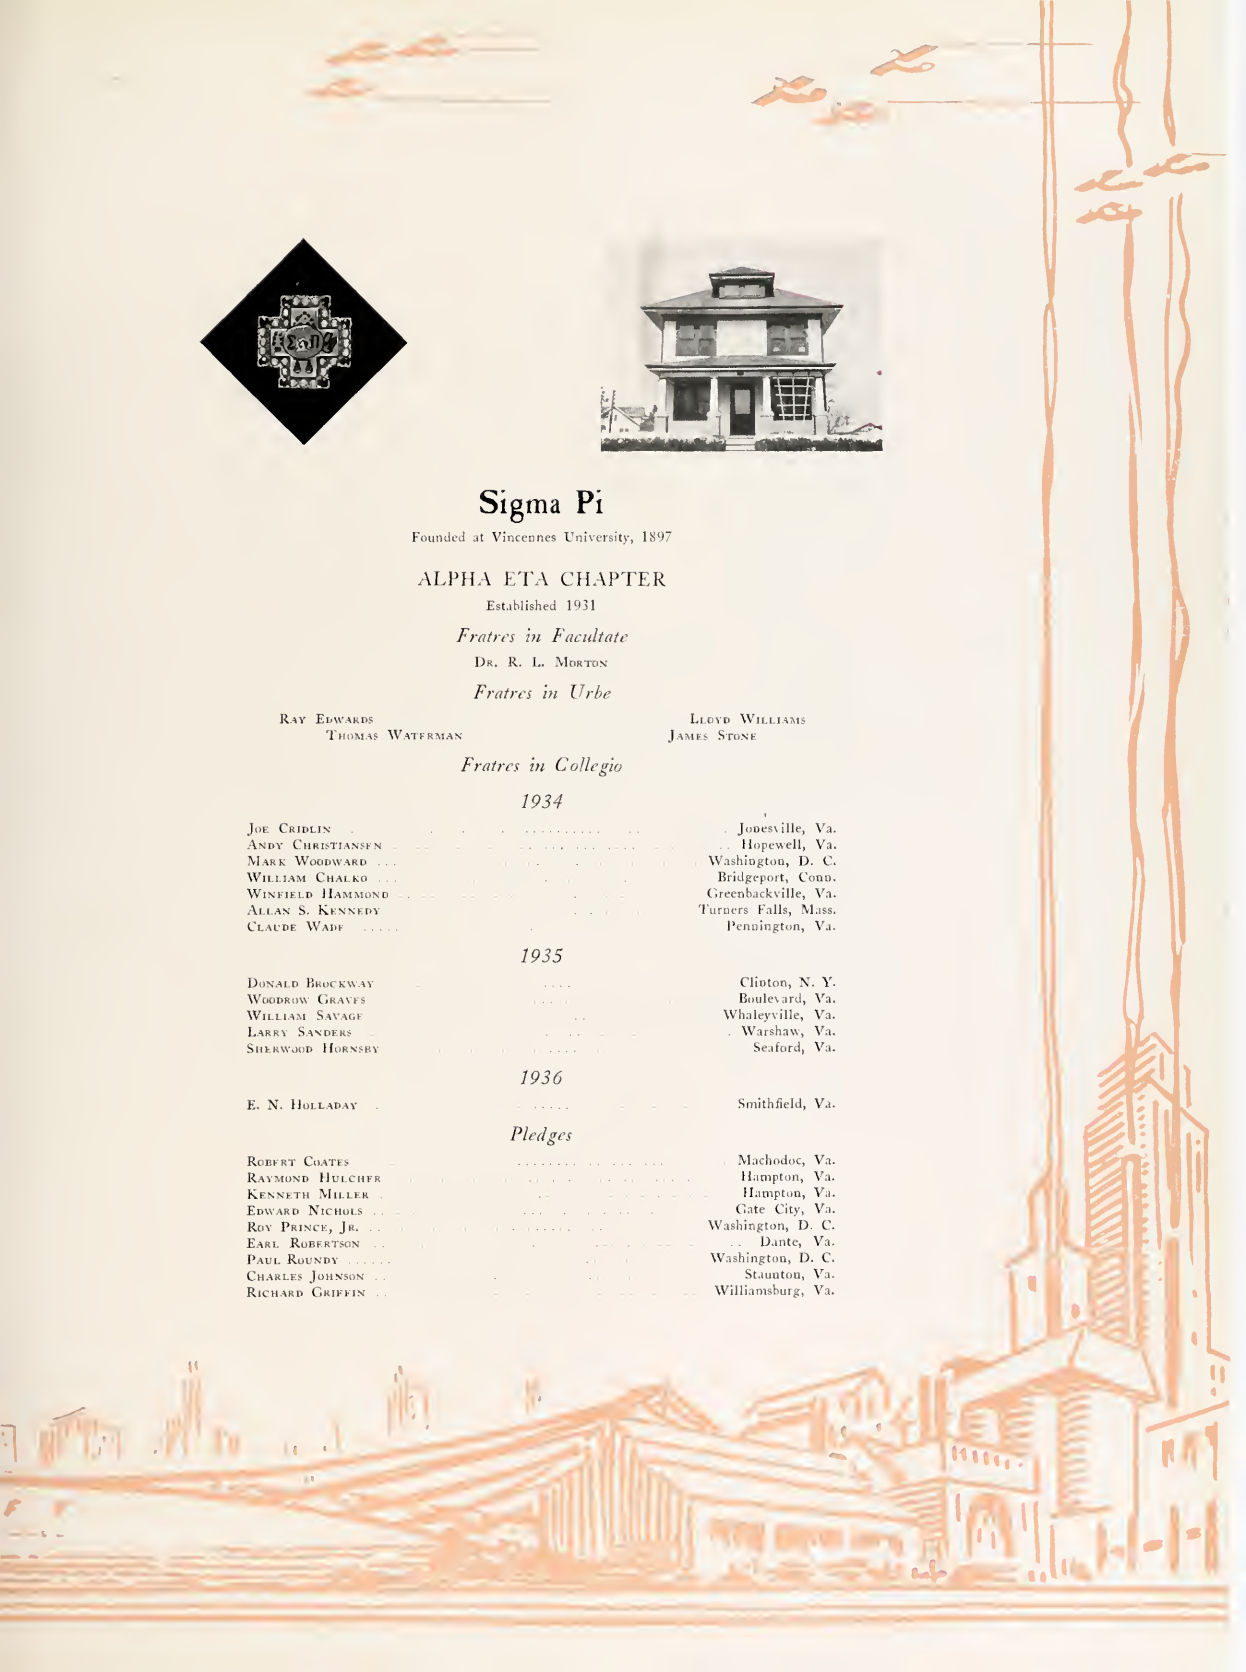 ΣΠ
Sigma Pi
Founded at Vincennes University, 1897
ALPHA ETA CHAPTER
Established 1931
Fratres in Facultate
DR. R. L. MORTON
Fratres in Urbe
RAY EDWARDS LLOYD WILLIAMS
THOMAS WATERMAN JAMES STONE
Fratres in Collegio
1934
JOE CRIDLIN Jonesville, Va.
ANDY CHRISTIANSEN Hopewell, Va.
MARK WOODWARD Washington, D. C.
WILLIAM CHALKO Bridgeport, Conn.
WINFIELD HAMMOND Greenbackville, Va.
ALLAN S. KENNEDY Turners Falls, Mass.
CLAUDE WADE Pennington, Va.
1935
DONALD BROCKWAY Clinton, N. Y.
WOODROW GRAVES Boulevard, Va.
WILLIAM SAVAGE Whaleyville, Va.
LARRY SANDERS Warshaw, Va.
SHERWOOD HORNSBY Seaford, Va.
1936
E. N. HOLLADAY Smithfield, Va.
Pledges
ROBERT COATES Machodoc, Va.
RAYMOND HULCHER Hampton, Va.
KENNETH MILLER Hampton, Va.
EDWARD NICHOLS Gate City, Va.
ROY PRINCE, JR. Washington, D. C.
EARL ROBERTSON Dante, Va.
PAUL ROUNDY Washington, D. C.
CHARLES JOHNSON Staunton, Va.
RICHARD GRIFFIN Williamsburg, Va.